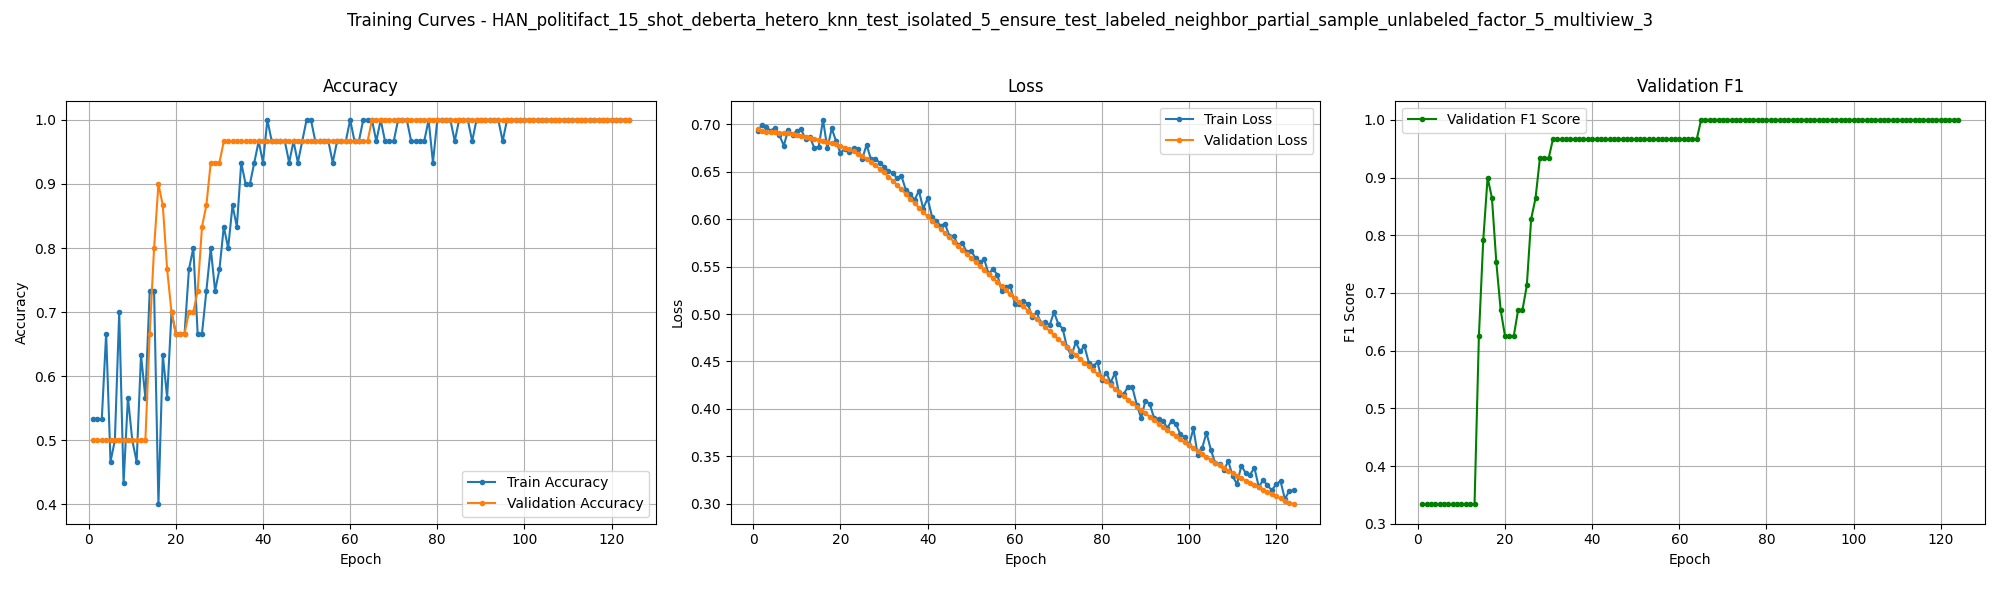 Training Curves - HAN_politifact_15_shot_deberta_hetero_knn_test_isolated_5_ensure_test_labeled_neighbor_partial_sample_unlabeled_factor_5_multiview_3
Accuracy
Accuracy
1.0
0.9
0.8
0.7
0.6
0.5
0.4
Train Accuracy
Validation Accuracy
0 20 40 60 80 100 120
Epoch
Loss
Loss
0.70
0.65
0.60
0.55
0.50
0.45
0.40
0.35
0.30
Train Loss
Validation Loss
0 20 40 60 80 100 120
Epoch
Validation F1
F1 Score
1.0
0.9
0.8
0.7
0.6
0.5
0.4
0.3
Validation F1 Score
0 20 40 60 80 100 120
Epoch